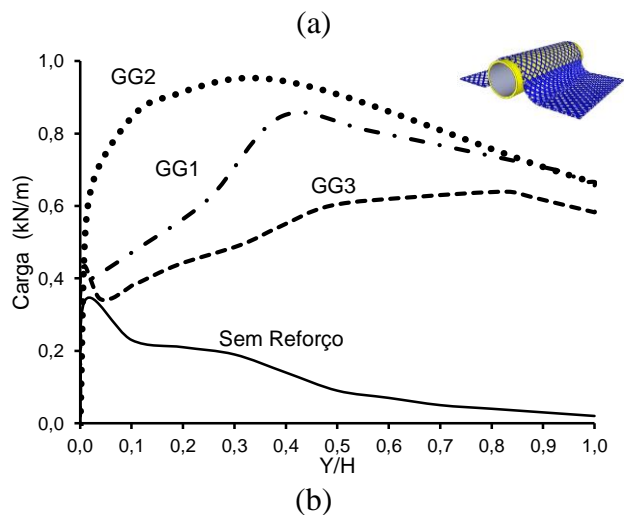 (a)
1,0
0,8
0,6
0,4
0,2
0,0
Carga (kN/m)
GG2
GG1
GG3
Sem Reforço
0,0 0,1 0,2 0,3 0,4 0,5 0,6 0,7 0,8 0,9 1,0
Y/H
(b)